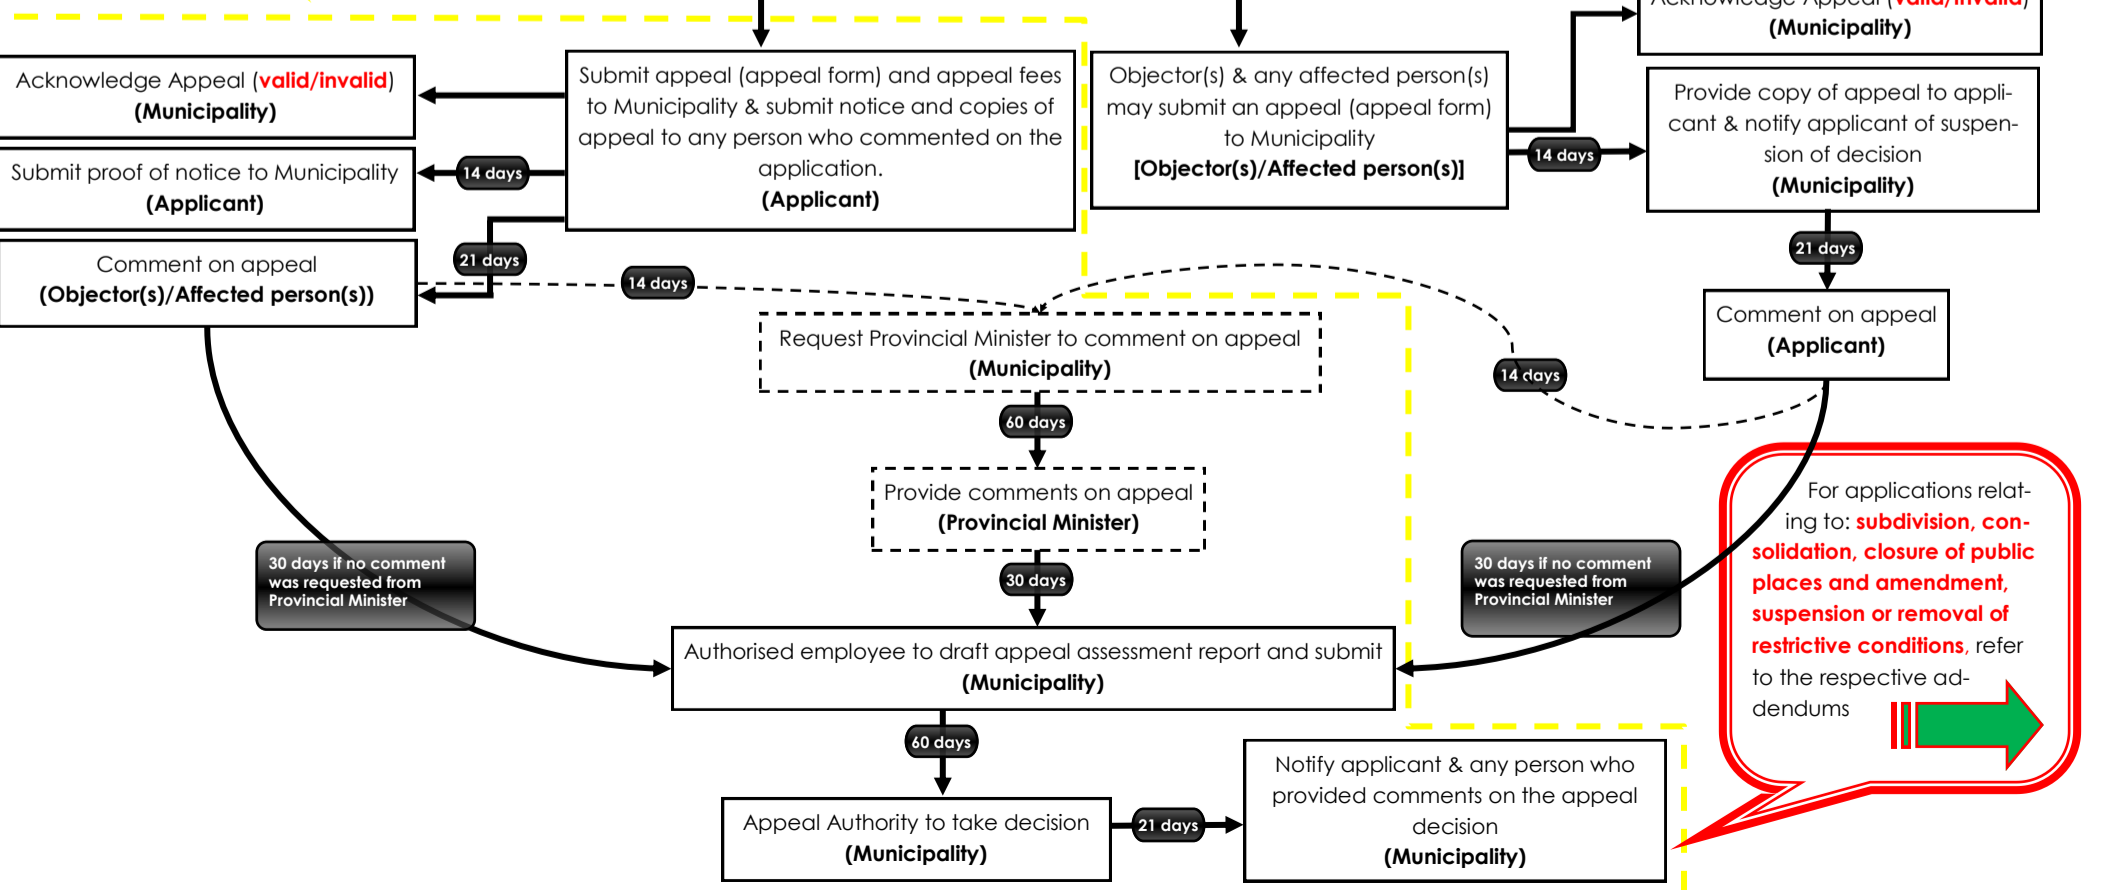 Acknowledge Appeal (valid/invalid)
(Municipality)
Acknowledge Appeal (valid/invalid)
(Municipality)
Submit proof of notice to Municipality
(Applicant)
Comment on appeal
(Objector(s)/Affected person(s))
Submit appeal (appeal form) and appeal fees
to Municipality & submit notice and copies of
appeal to any person who commented on the
application.
(Applicant)
14 days
21 days
14 days
Objector(s) & any affected person(s)
may submit an appeal (appeal form)
to Municipality
[Objector(s)/Affected person(s)]
14 days
Provide copy of appeal to appli-
cant & notify applicant of suspen-
sion of decision
(Municipality)
21 days
Comment on appeal
(Applicant)
14 days
Request Provincial Minister to comment on appeal
(Municipality)
60 days
Provide comments on appeal
(Provincial Minister)
30 days
30 days if no comment
was requested from
Provincial Minister
30 days if no comment
was requested from
Provincial Minister
Authorised employee to draft appeal assessment report and submit
(Municipality)
60 days
Appeal Authority to take decision
(Municipality)
21 days
Notify applicant & any person who
provided comments on the appeal
decision
(Municipality)
For applications relat-
ing to: subdivision, con-
solidation, closure of public
places and amendment,
suspension or removal of
restrictive conditions, refer
to the respective ad-
dendums